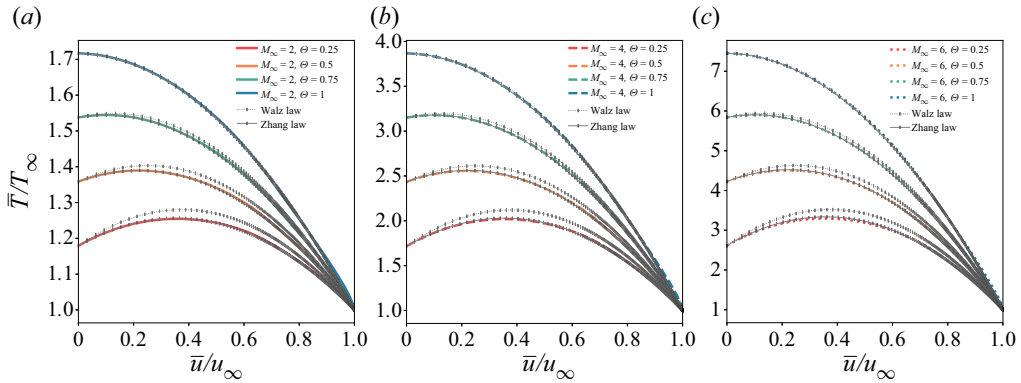 (a)
M∞ = 2, Θ = 0.25
M∞ = 2, Θ = 0.5
M∞ = 2, Θ = 0.75
M∞ = 2, Θ = 1
Walz law
Zhang law
1.7
1.6
1.5
1.4
1.3
1.2
1.1
1.0
T̅/T∞
0
0.2
0.4
0.6
0.8
1.0
u̅/u∞
(b)
M∞ = 4, Θ = 0.25
M∞ = 4, Θ = 0.5
M∞ = 4, Θ = 0.75
M∞ = 4, Θ = 1
Walz law
Zhang law
4.0
3.5
3.0
2.5
2.0
1.5
1.0
0
0.2
0.4
0.6
0.8
1.0
u̅/u∞
(c)
M∞ = 6, Θ = 0.25
M∞ = 6, Θ = 0.5
M∞ = 6, Θ = 0.75
M∞ = 6, Θ = 1
Walz law
Zhang law
7
6
5
4
3
2
1
0
0.2
0.4
0.6
0.8
1.0
u̅/u∞